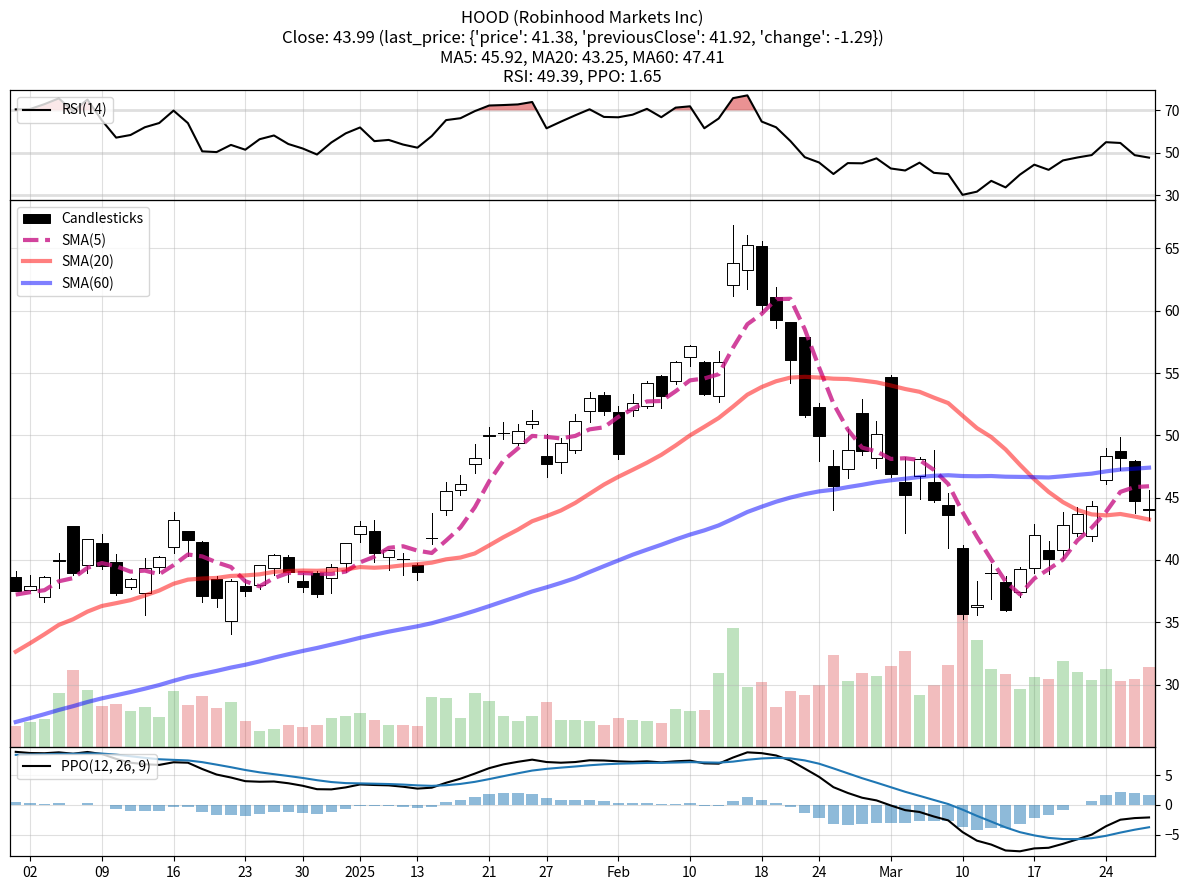 HOOD (Robinhood Markets Inc)
Close: 43.99 (last_price: {'price': 41.38, 'previousClose': 41.92, 'change': -1.29})
MA5: 45.92, MA20: 43.25, MA60: 47.41
RSI: 49.39, PPO: 1.65
RSI(14)
70
50
30
Candlesticks
SMA(5)
SMA(20)
SMA(60)
65
60
55
50
45
40
35
30
PPO(12, 26, 9)
5
0
−5
02 09 16 23 30 2025 13 21 27 Feb 10 18 24 Mar 10 17 24